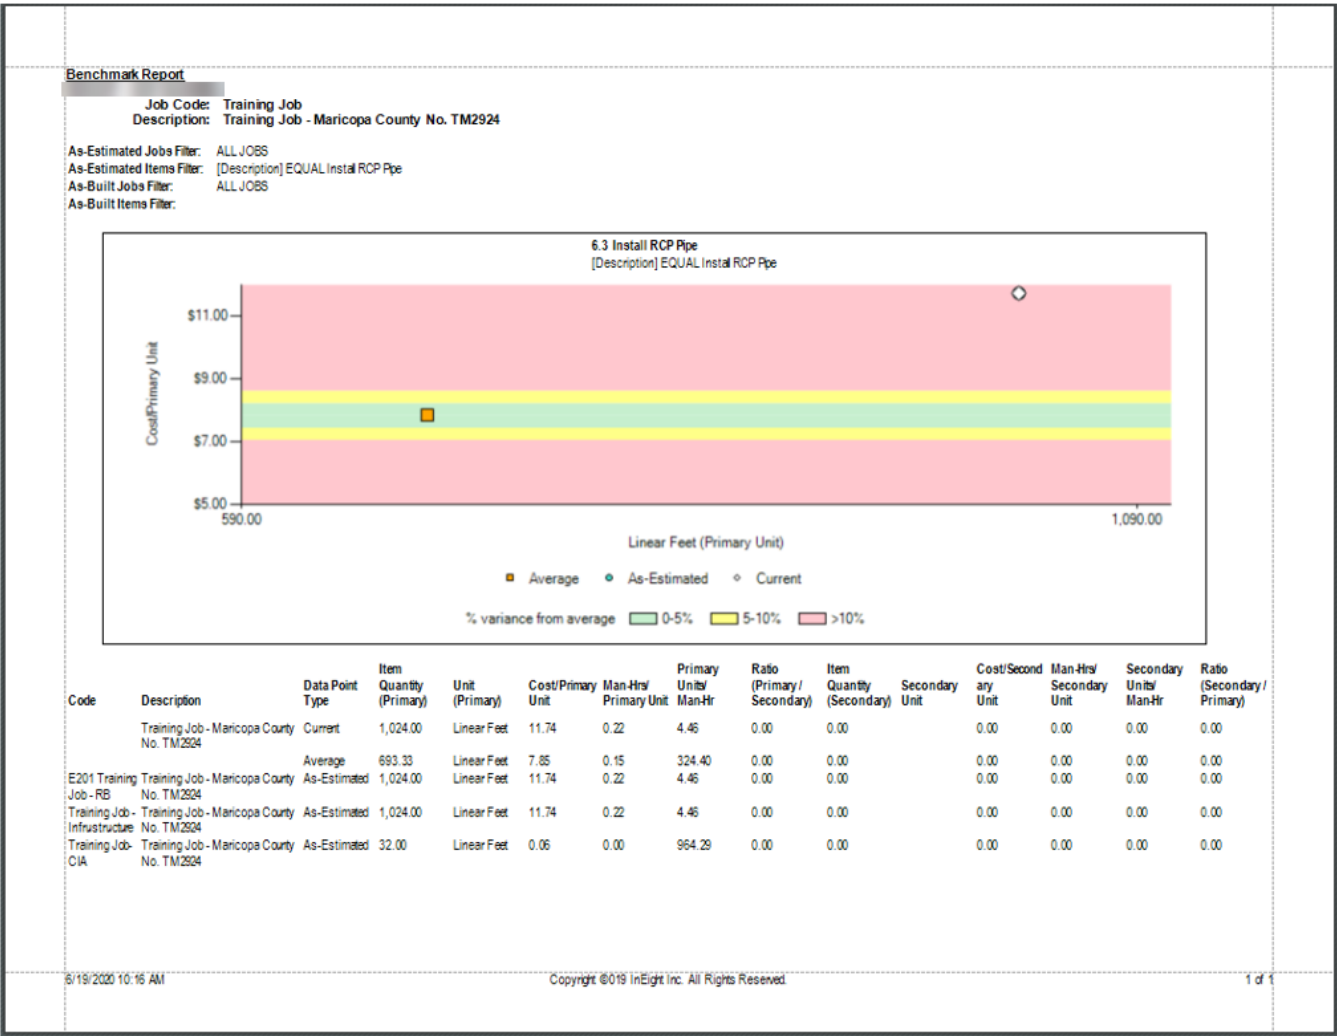 Benchmark Report
Job Code: Training Job
Description: Training Job - Maricopa County No. TM2924
As-Estimated Jobs Filter: ALL JOBS
As-Estimated Items Filter: [Description] EQUAL Install RCP Pipe
As-Built Jobs Filter: ALL JOBS
As-Built Items Filter:
6.3 Install RCP Pipe
[Description] EQUAL Install RCP Pipe
$11.00
$9.00
$7.00
$5.00
Cost/Primary Unit
590.00 1,090.00
Linear Feet (Primary Unit)
Average As-Estimated Current
% variance from average 0-5% 5-10% >10%
Item Primary Ratio Item Cost/Second Man-Hrs/ Secondary Ratio
Data Point Quantity Unit Cost/Primary Man-Hrs/ Units/ (Primary / Quantity Secondary ary Secondary Units/ (Secondary /
Code Description Type (Primary) (Primary) Unit Primary Unit Man-Hr Secondary) (Secondary) Unit Unit Unit Man-Hr Primary)
Training Job - Maricopa County Current 1,024.00 Linear Feet 11.74 0.22 4.46 0.00 0.00 0.00 0.00 0.00 0.00
No. TM2924
Average 693.33 Linear Feet 7.85 0.15 324.40 0.00 0.00 0.00 0.00 0.00 0.00
E201 Training Training Job - Maricopa County As-Estimated 1,024.00 Linear Feet 11.74 0.22 4.46 0.00 0.00 0.00 0.00 0.00 0.00
Job - RB No. TM2924
Training Job - Training Job - Maricopa County As-Estimated 1,024.00 Linear Feet 11.74 0.22 4.46 0.00 0.00 0.00 0.00 0.00 0.00
Infrustructure No. TM2924
Training Job- Training Job - Maricopa County As-Estimated 32.00 Linear Feet 0.06 0.00 964.29 0.00 0.00 0.00 0.00 0.00 0.00
CIA No. TM2924
6/19/2020 10:16 AM Copyright ©019 InEight Inc. All Rights Reserved. 1 of 1